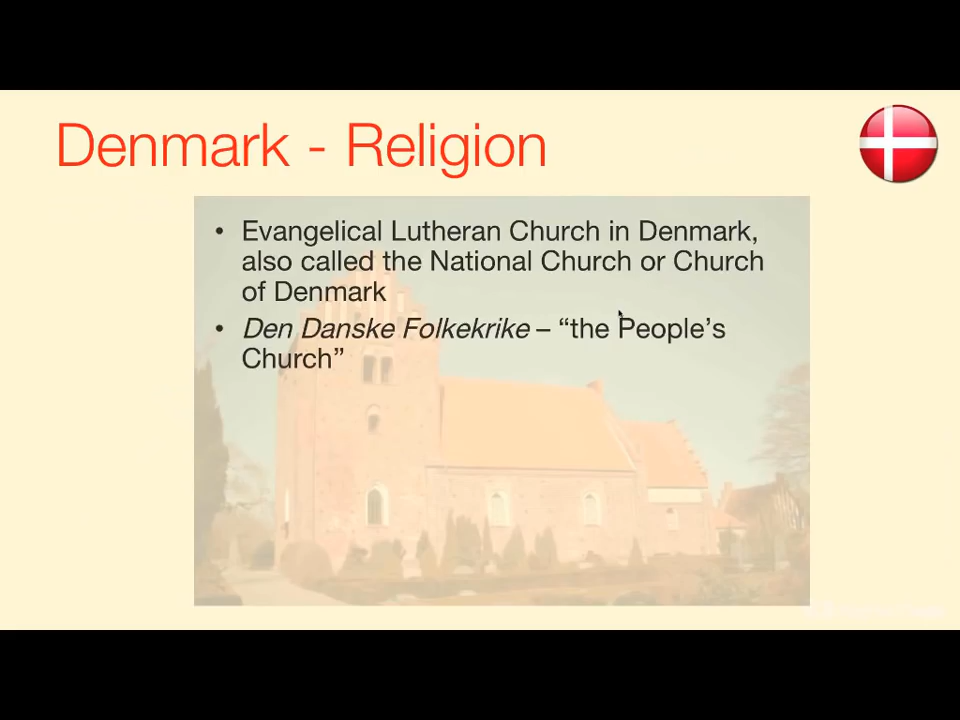 Denmark - Religion
• Evangelical Lutheran Church in Denmark,
also called the National Church or Church
of Denmark
• Den Danske Folkekrike – “the People’s
Church”